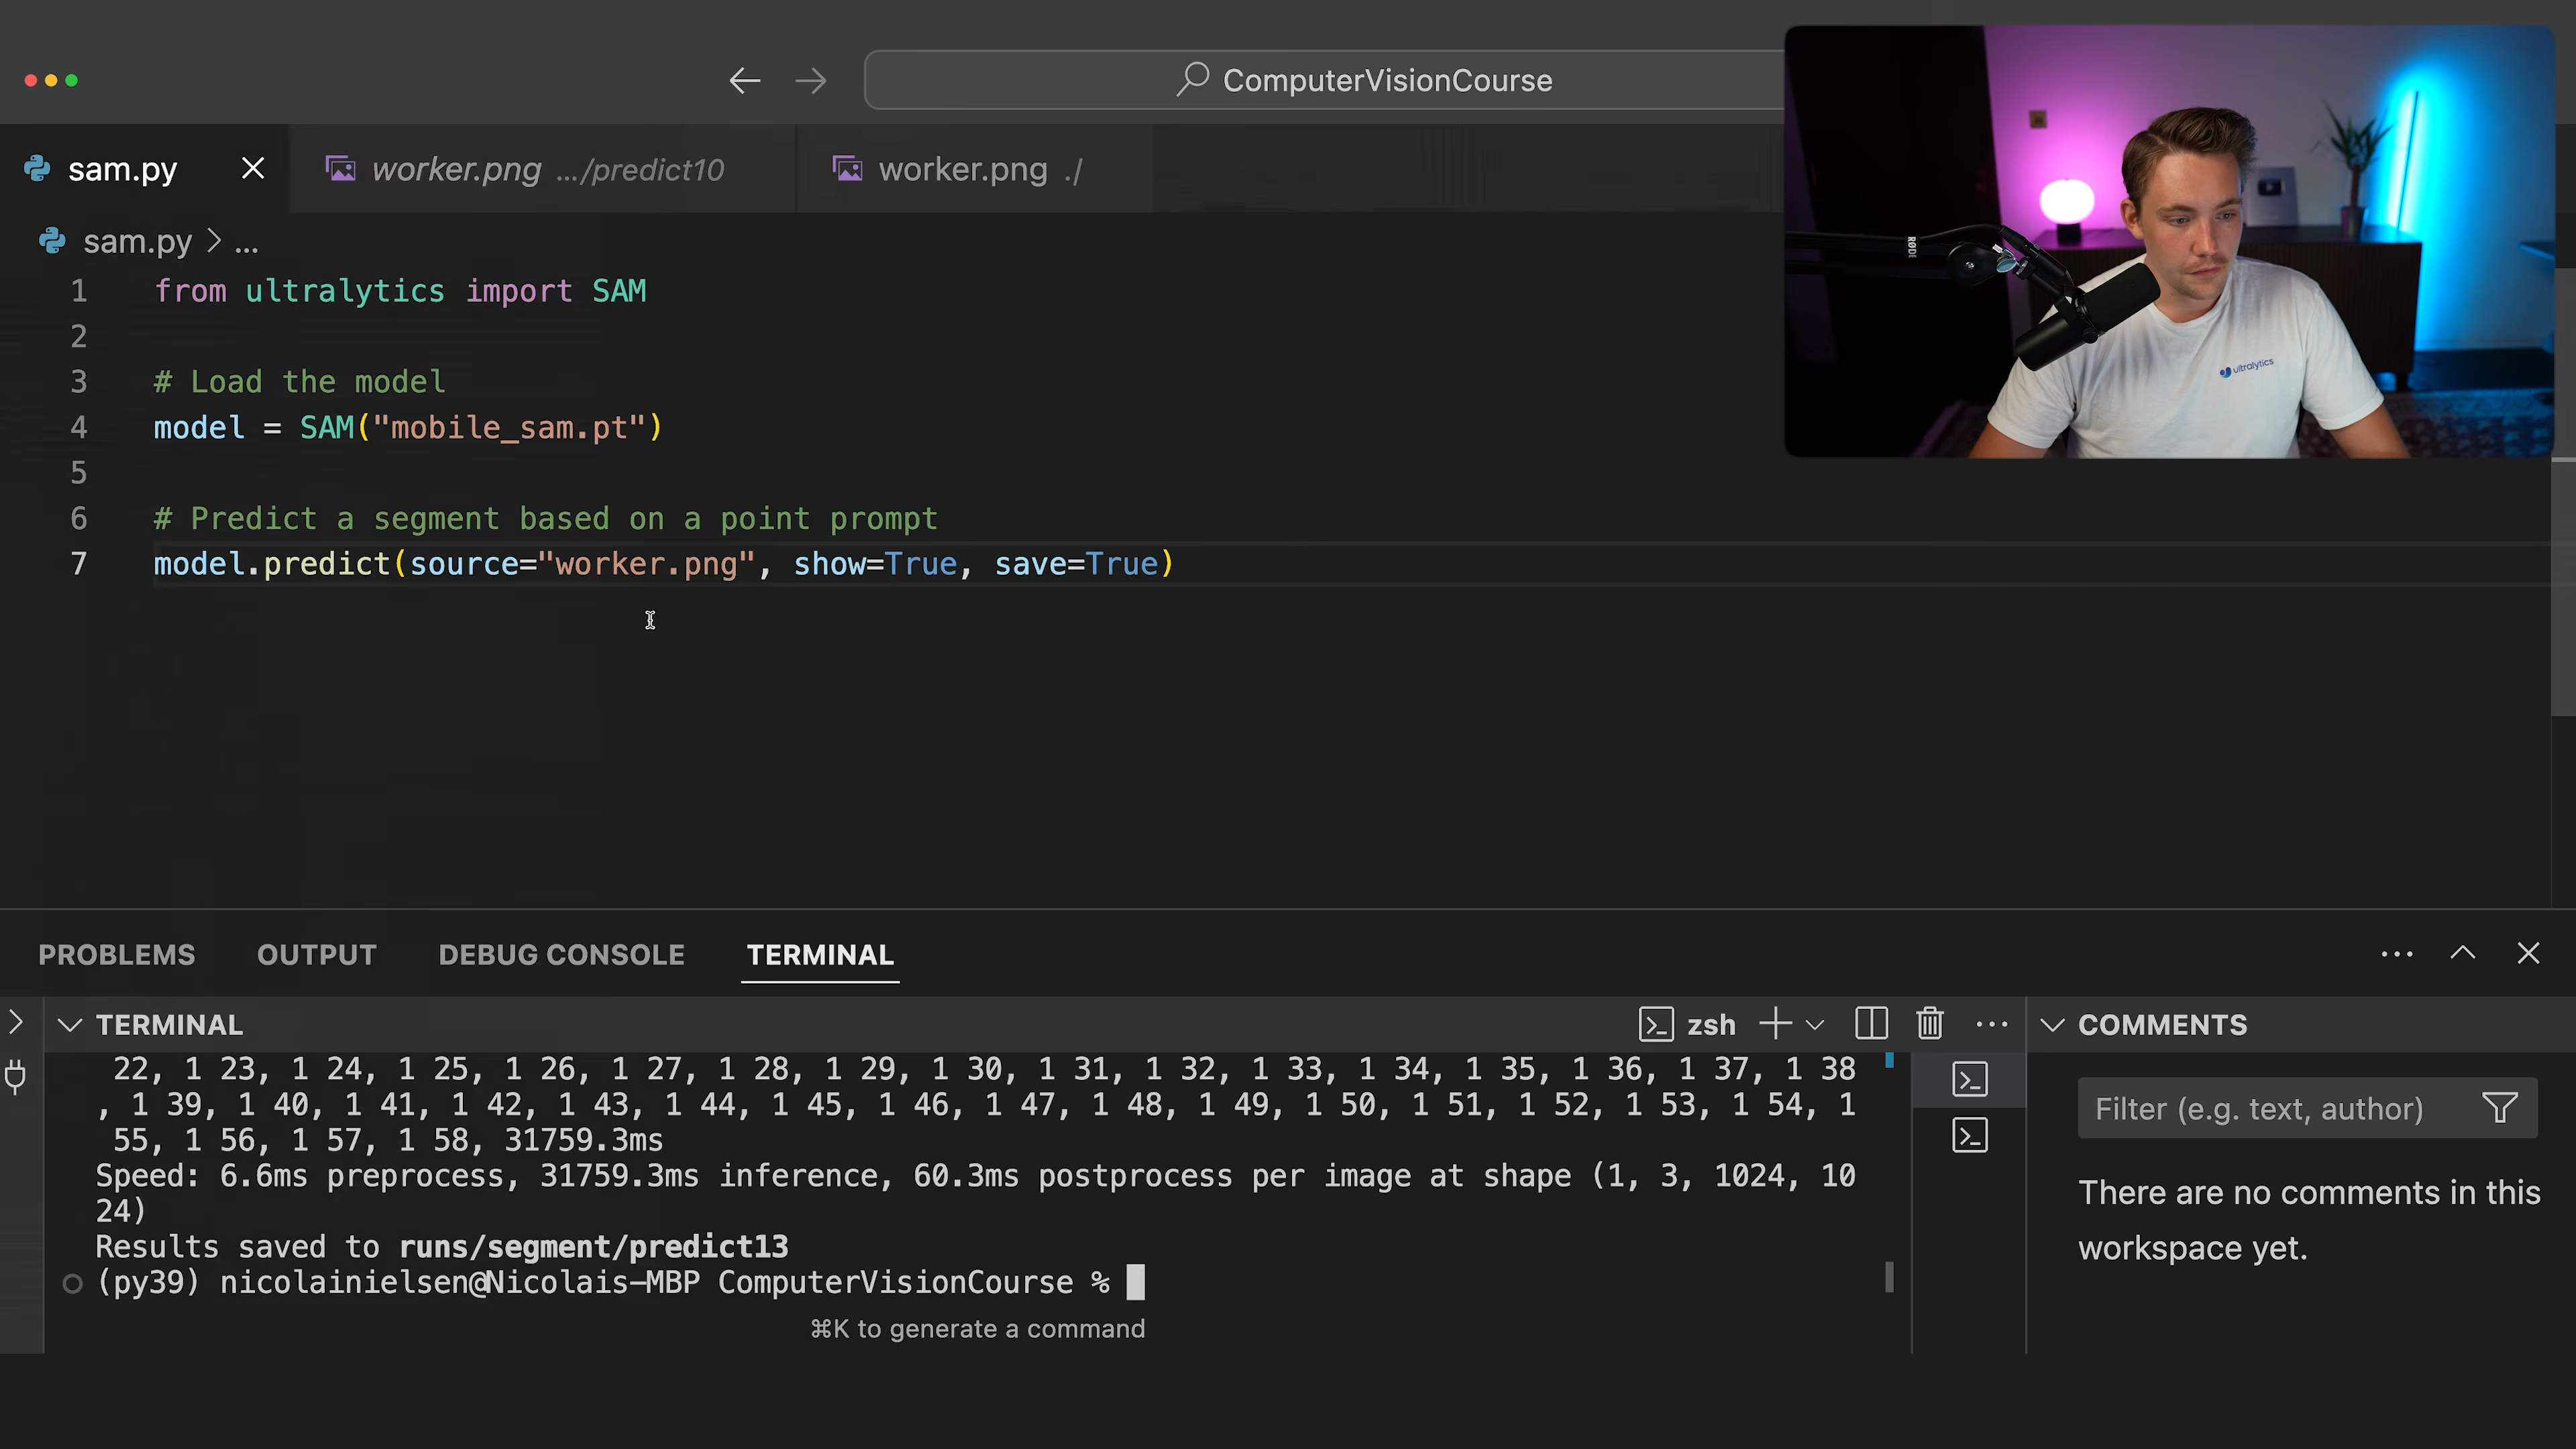 ComputerVisionCourse
sam.py
worker.png .../predict10
worker.png ./
sam.py > ...
RØDE
ultralytics
1 from ultralytics import SAM
2
3 # Load the model
4 model = SAM("mobile_sam.pt")
5
6 # Predict a segment based on a point prompt
7 model.predict(source="worker.png", show=True, save=True)
PROBLEMS OUTPUT DEBUG CONSOLE TERMINAL
TERMINAL
zsh
COMMENTS
22, 1 23, 1 24, 1 25, 1 26, 1 27, 1 28, 1 29, 1 30, 1 31, 1 32, 1 33, 1 34, 1 35, 1 36, 1 37, 1 38
, 1 39, 1 40, 1 41, 1 42, 1 43, 1 44, 1 45, 1 46, 1 47, 1 48, 1 49, 1 50, 1 51, 1 52, 1 53, 1 54, 1
55, 1 56, 1 57, 1 58, 31759.3ms
Speed: 6.6ms preprocess, 31759.3ms inference, 60.3ms postprocess per image at shape (1, 3, 1024, 10
24)
Results saved to runs/segment/predict13
(py39) nicolainielsen@Nicolais-MBP ComputerVisionCourse %
⌘K to generate a command
Filter (e.g. text, author)
There are no comments in this
workspace yet.